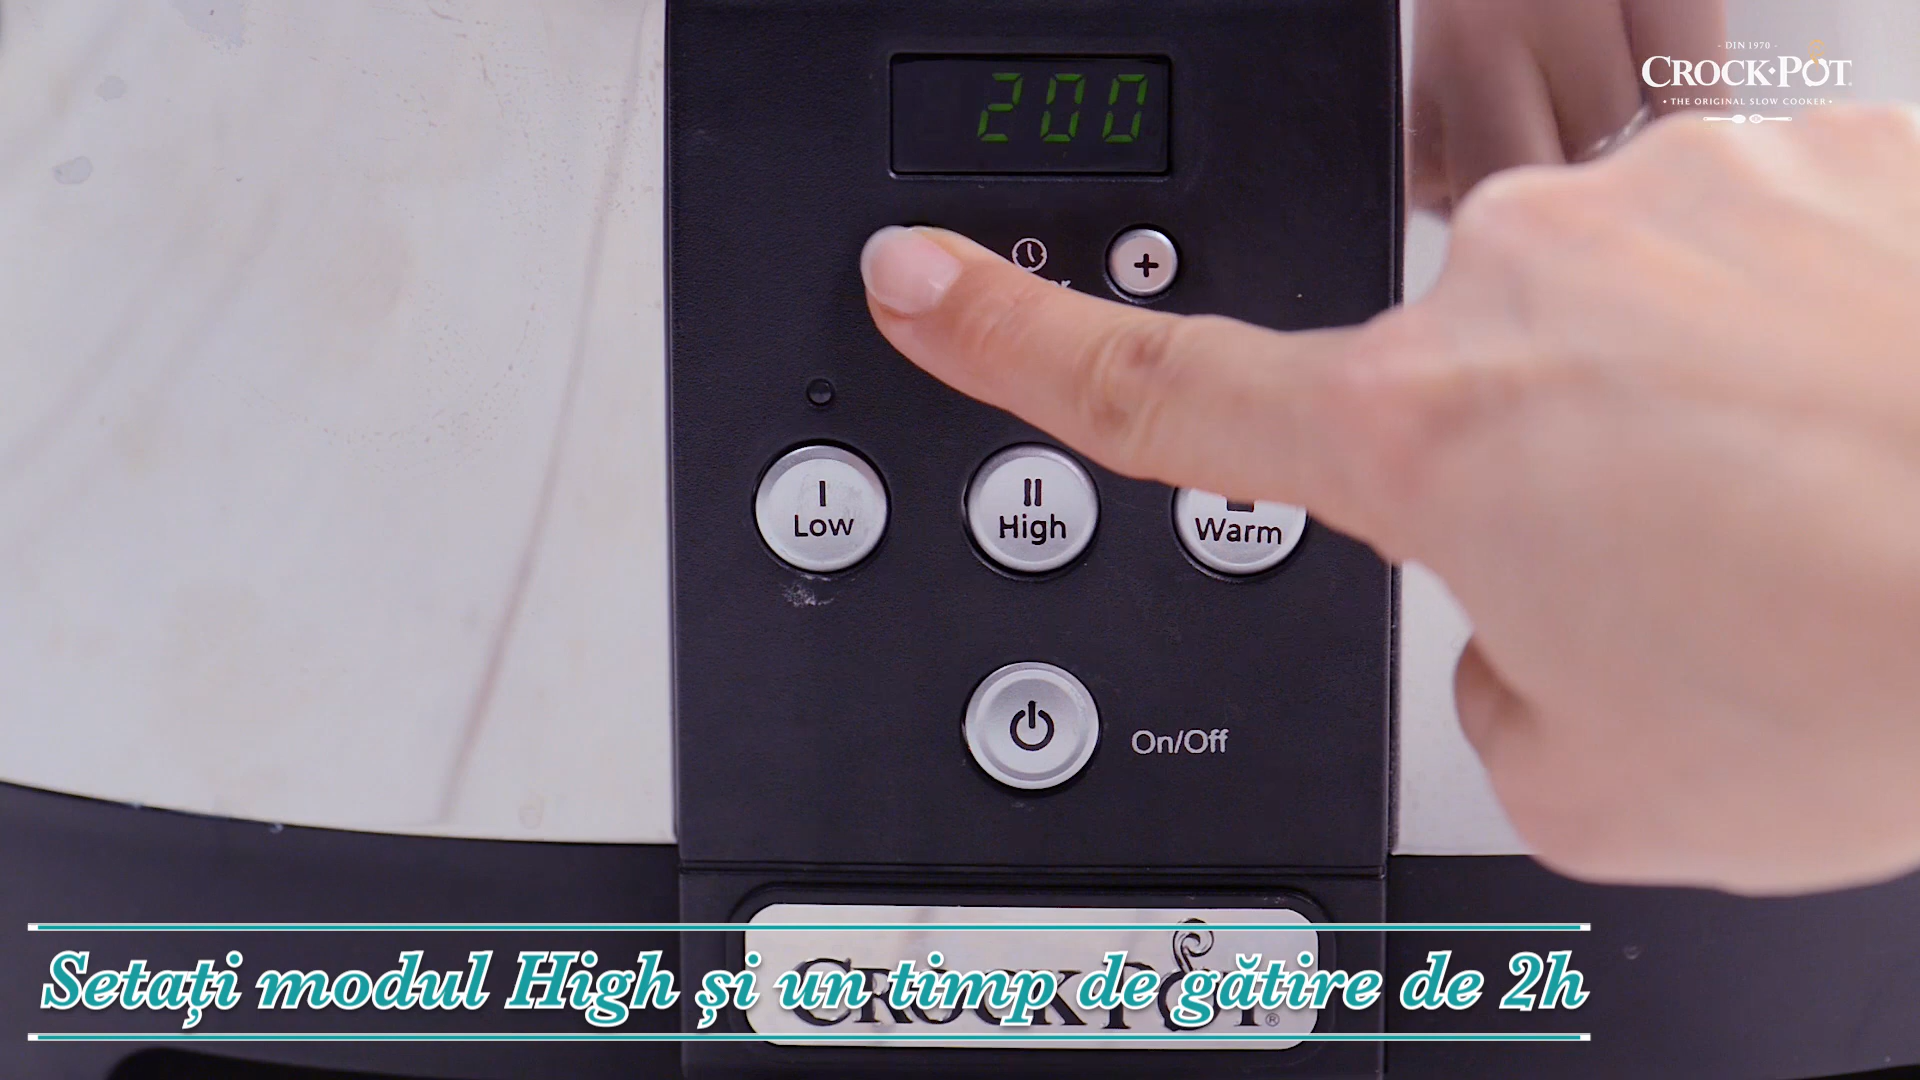 · DIN 1970 ·
CROCK·POT
· THE ORIGINAL SLOW COOKER ·
200
+
Low
High
Warm
On/Off
CROCKPOT®
Setați modul High și un timp de gătire de 2h